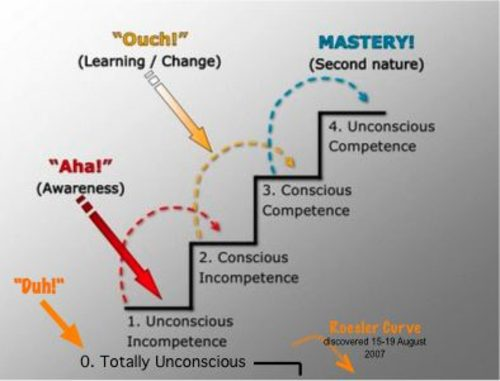 "Ouch!"
(Learning / Change)
MASTERY!
(Second nature)
4. Unconscious
Competence
"Aha!"
(Awareness)
3. Conscious
Competence
2. Conscious
Incompetence
"Duh!"
1. Unconscious
Incompetence
Roesler Curve
discovered 15-19 August
2007
0. Totally Unconscious